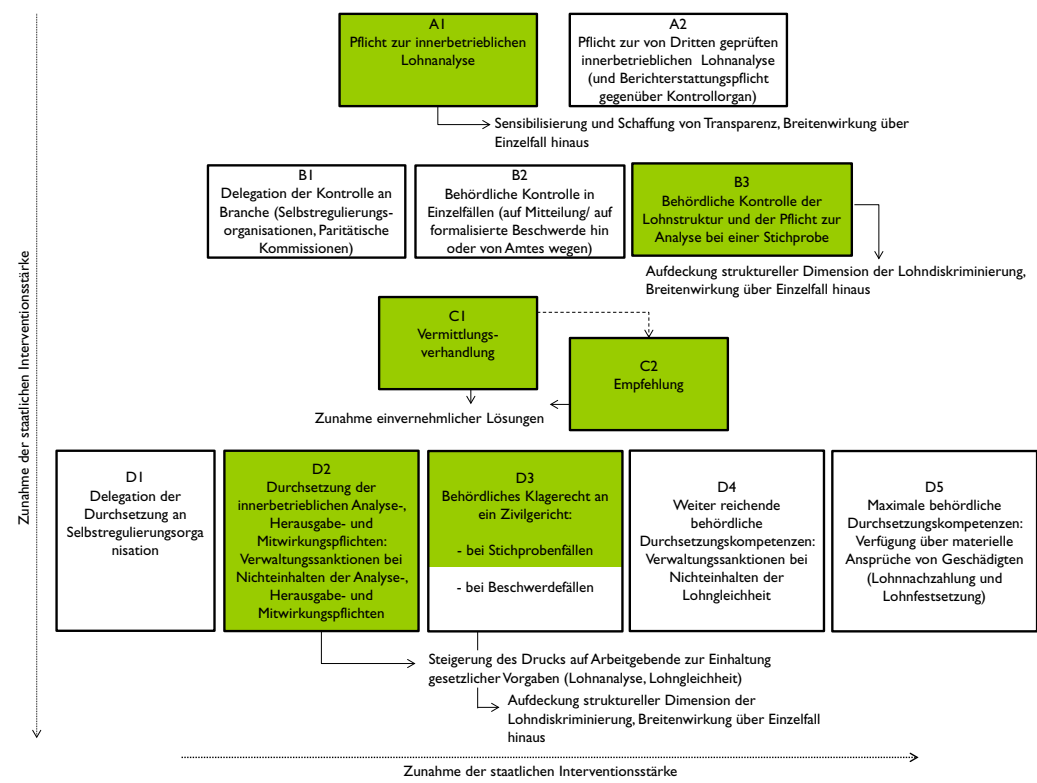 A1
Pflicht zur innerbetrieblichen
Lohnanalyse
A2
Pflicht zur von Dritten geprüften
innerbetrieblichen Lohnanalyse
(und Berichterstattungspflicht
gegenüber Kontrollorgan)
Sensibilisierung und Schaffung von Transparenz, Breitenwirkung über
Einzelfall hinaus
B1
Delegation der Kontrolle an
Branche (Selbstregulierungs-
organisationen, Paritätische
Kommissionen)
B2
Behördliche Kontrolle in
Einzelfällen (auf Mitteilung/ auf
formalisierte Beschwerde hin
oder von Amtes wegen)
B3
Behördliche Kontrolle der
Lohnstruktur und der Pflicht zur
Analyse bei einer Stichprobe
Aufdeckung struktureller Dimension der Lohndiskriminierung,
Breitenwirkung über Einzelfall hinaus
C1
Vermittlungs-
verhandlung
C2
Empfehlung
Zunahme einvernehmlicher Lösungen
D1
Delegation der
Durchsetzung an
Selbstregulierungsorga
nisation
D2
Durchsetzung der
innerbetrieblichen Analyse-,
Herausgabe- und
Mitwirkungspflichten:
Verwaltungssanktionen bei
Nichteinhalten der Analyse-,
Herausgabe- und
Mitwirkungspflichten
D3
Behördliches Klagerecht an
ein Zivilgericht:
- bei Stichprobenfällen
- bei Beschwerdefällen
D4
Weiter reichende
behördliche
Durchsetzungskompetenzen:
Verwaltungssanktionen bei
Nichteinhalten der
Lohngleichheit
D5
Maximale behördliche
Durchsetzungskompetenzen:
Verfügung über materielle
Ansprüche von Geschädigten
(Lohnnachzahlung und
Lohnfestsetzung)
Steigerung des Drucks auf Arbeitgebende zur Einhaltung
gesetzlicher Vorgaben (Lohnanalyse, Lohngleichheit)
Aufdeckung struktureller Dimension der
Lohndiskriminierung, Breitenwirkung über Einzelfall
hinaus
Zunahme der staatlichen Interventionsstärke
Zunahme der staatlichen Interventionsstärke